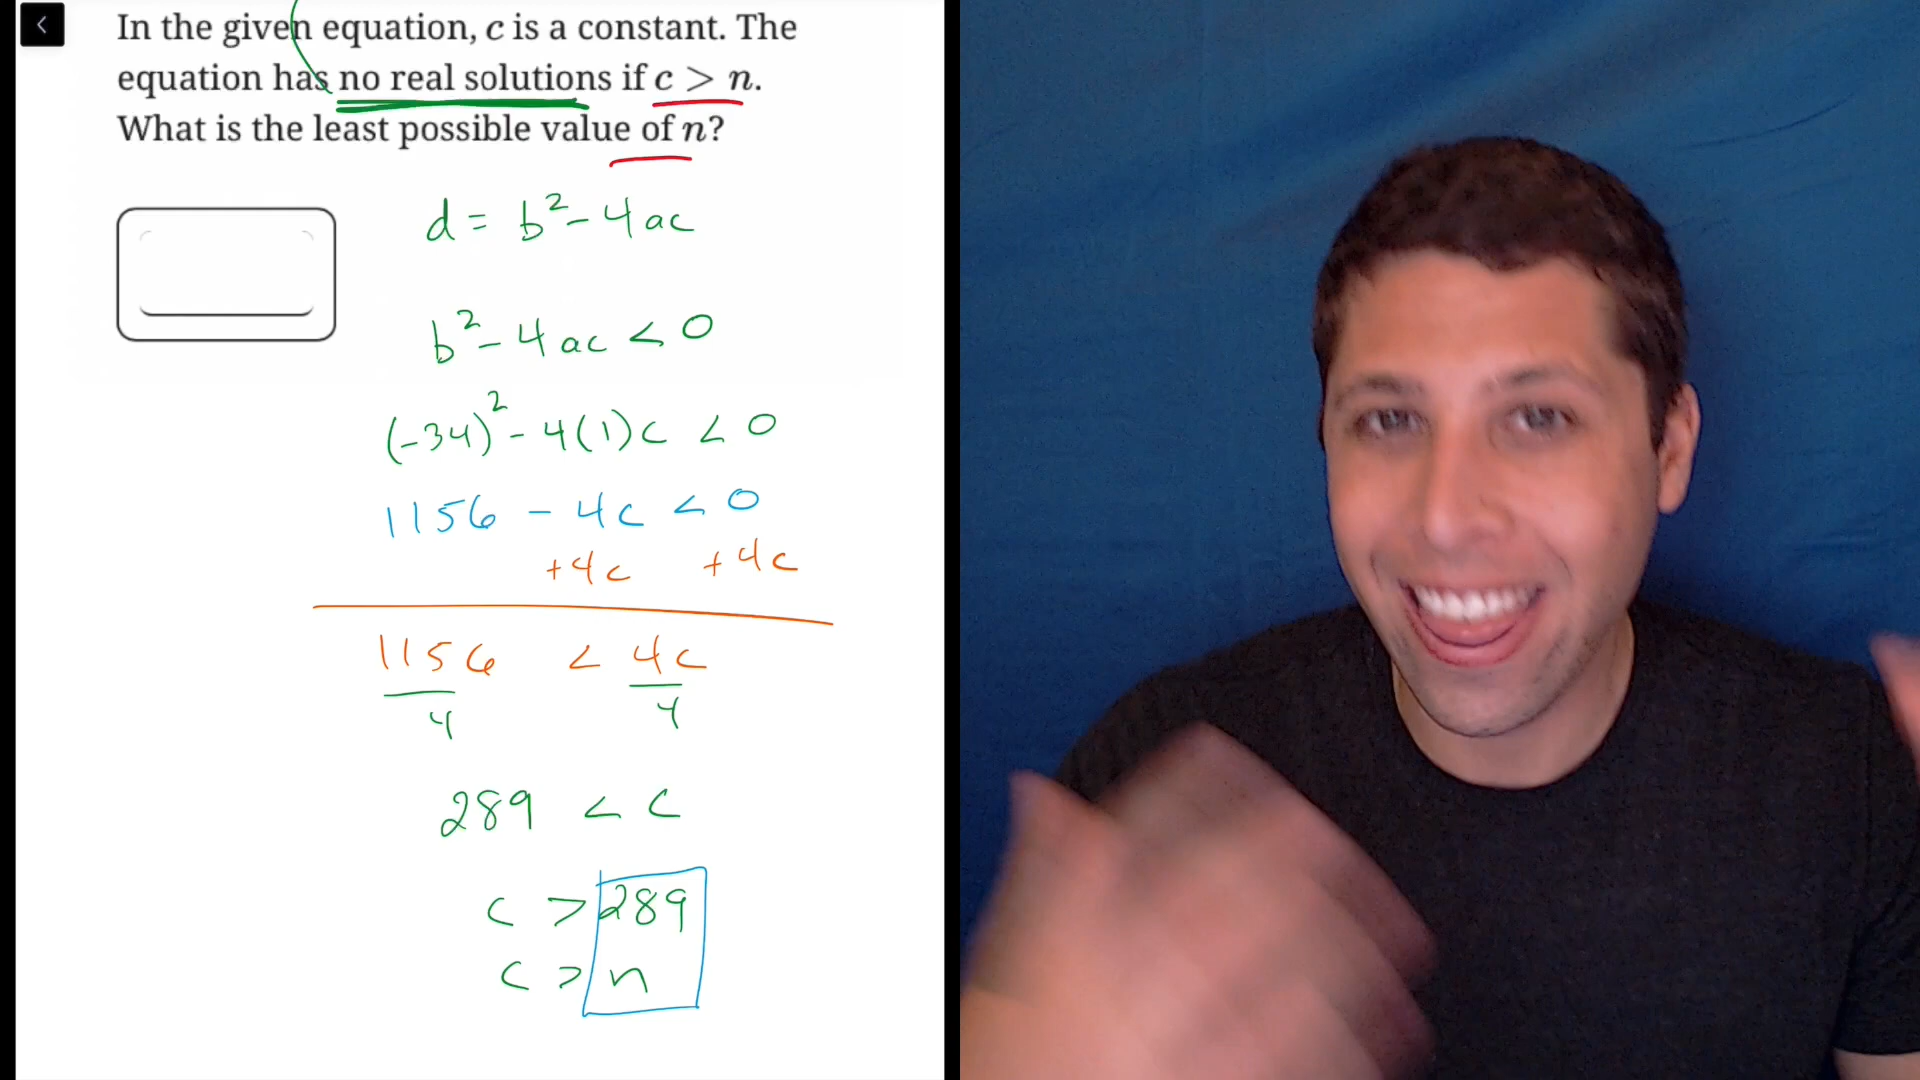 In the given equation, c is a constant. The
equation has no real solutions if c > n.
What is the least possible value of n?
d = b² - 4ac
b² - 4ac < 0
(-34)² - 4(1)c < 0
1156 - 4c < 0
+4c +4c
1156 < 4c
4 4
289 < c
c > 289
c > n